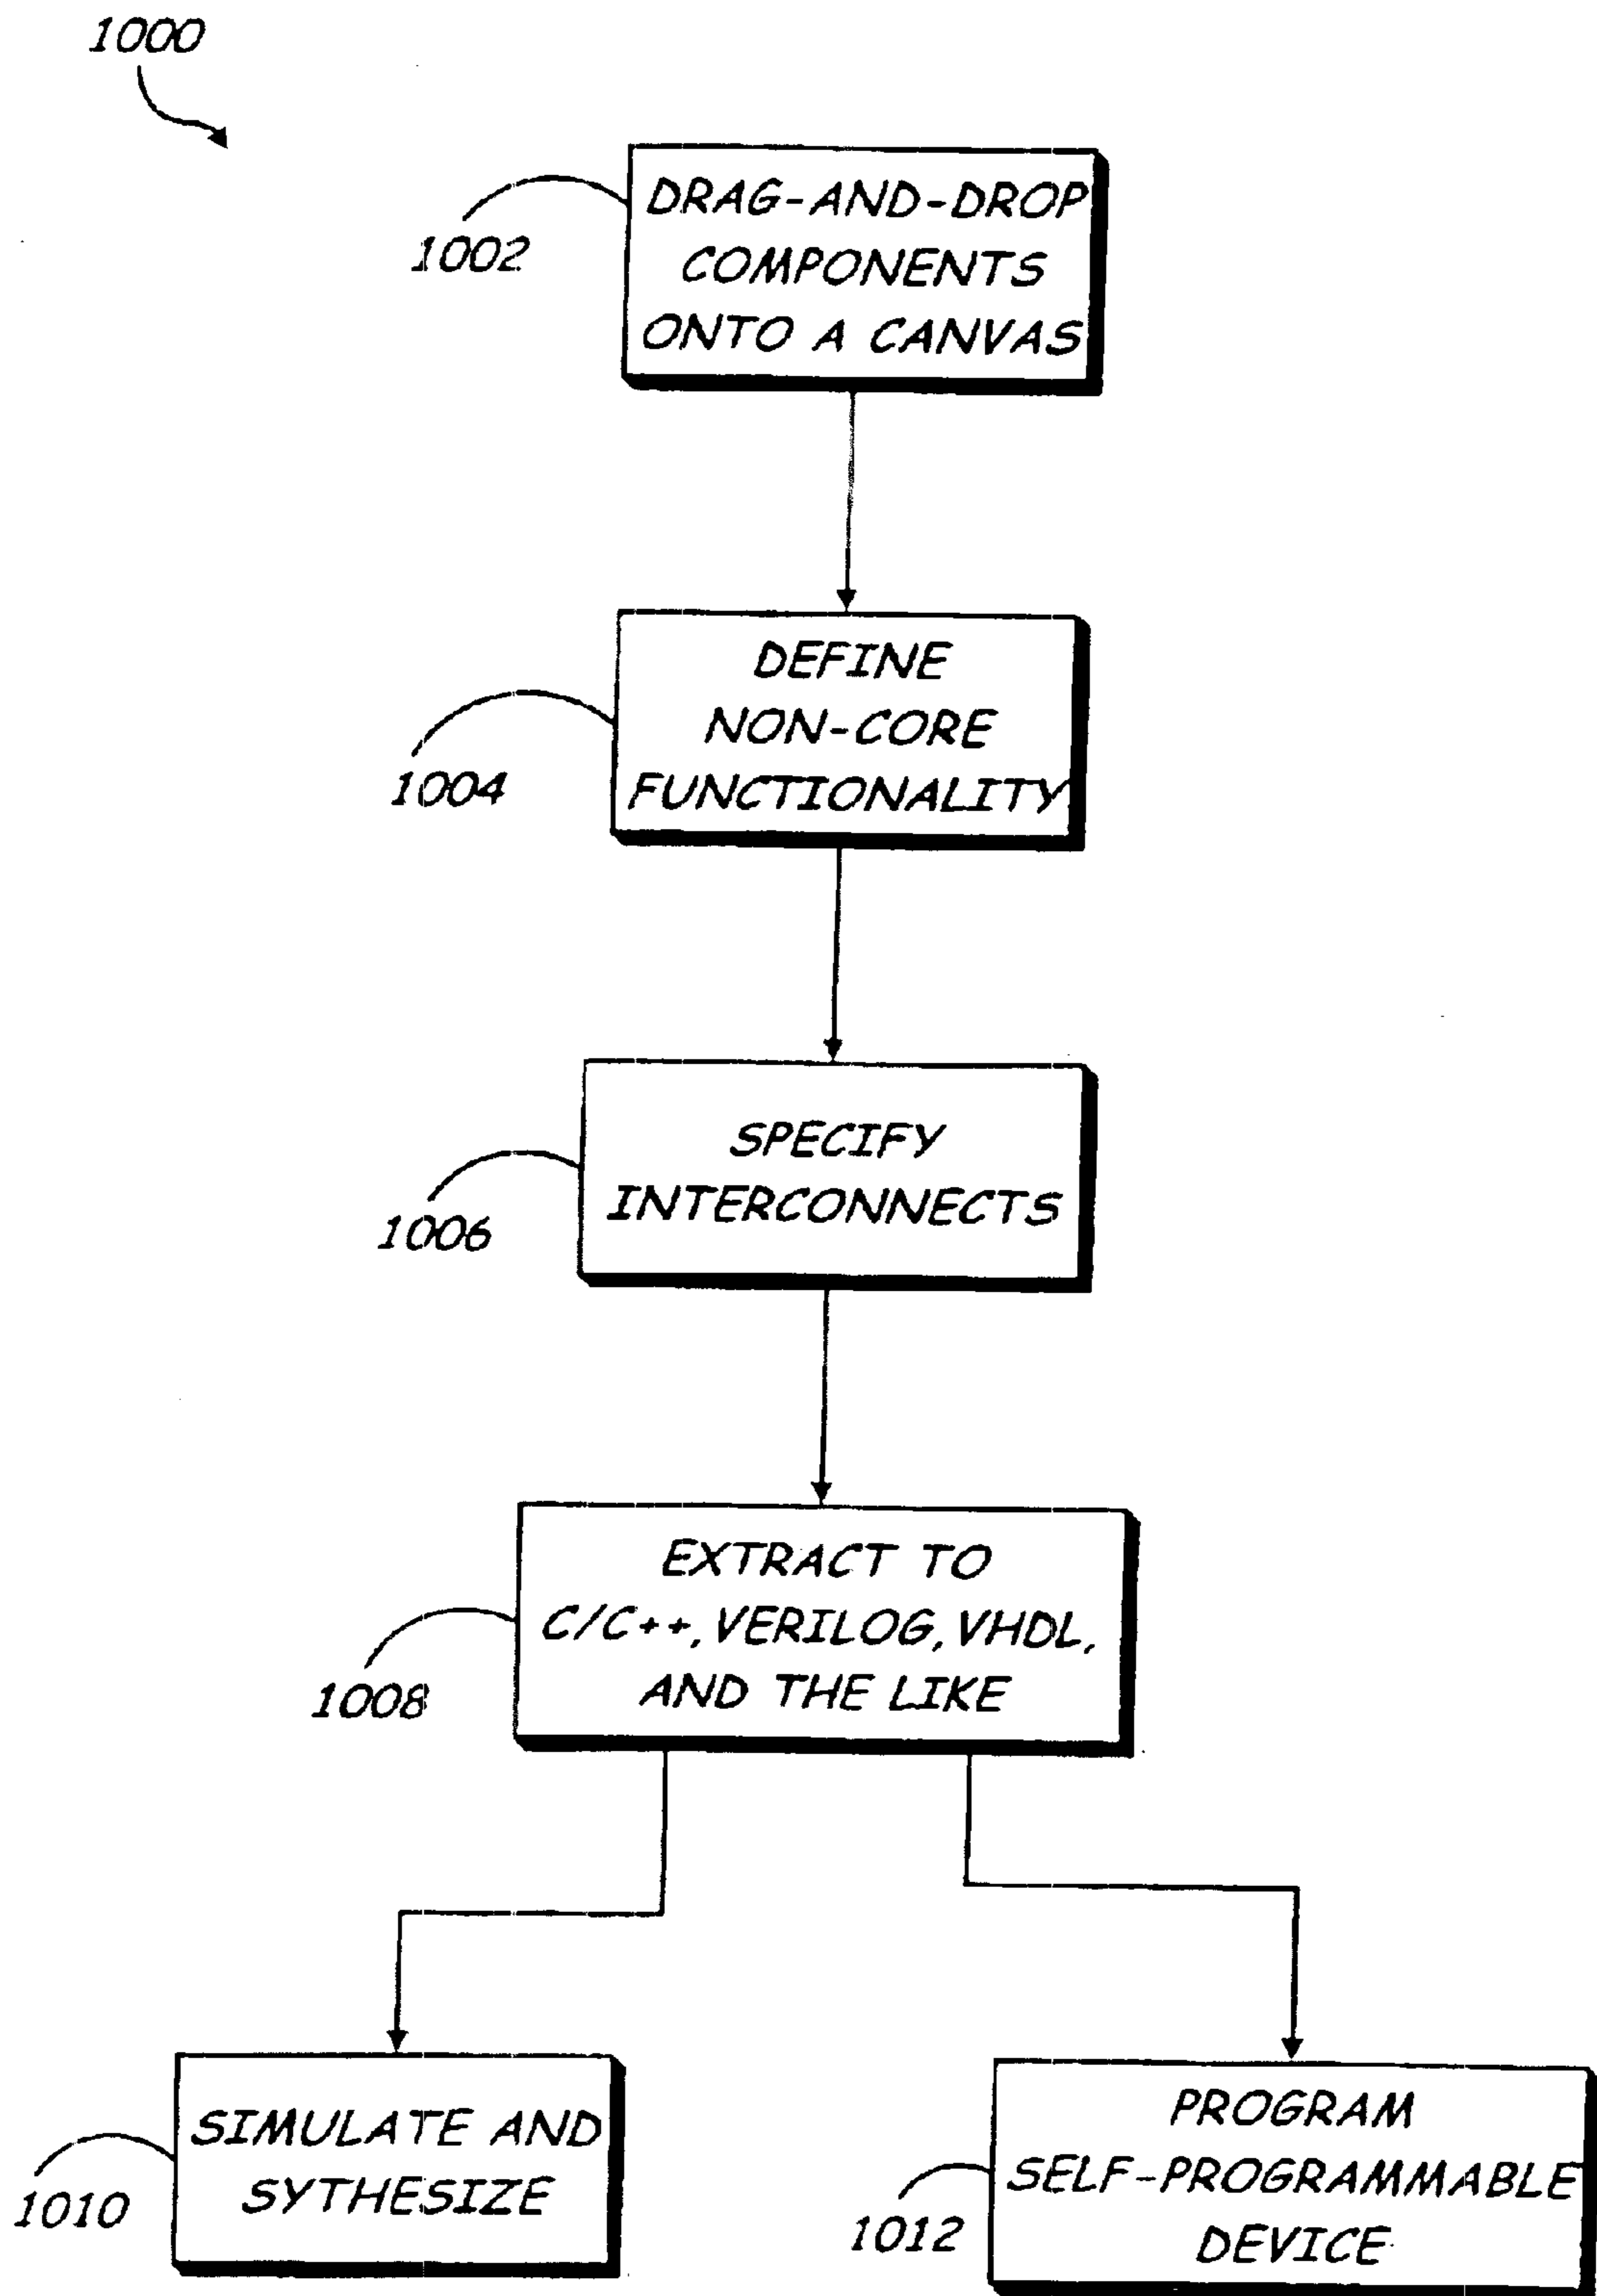 1000
DRAG-AND-DROP
COMPONENTS
ONTO A CANVAS
1002
DEFINE
NON-CORE
FUNCTIONALITY
1004
SPECIFY
INTERCONNECTS
1006
EXTRACT TO
C/C++, VERILOG, VHDL,
AND THE LIKE
1008
SIMULATE AND
SYTHESIZE
1010
PROGRAM
SELF-PROGRAMMABLE
DEVICE
1012